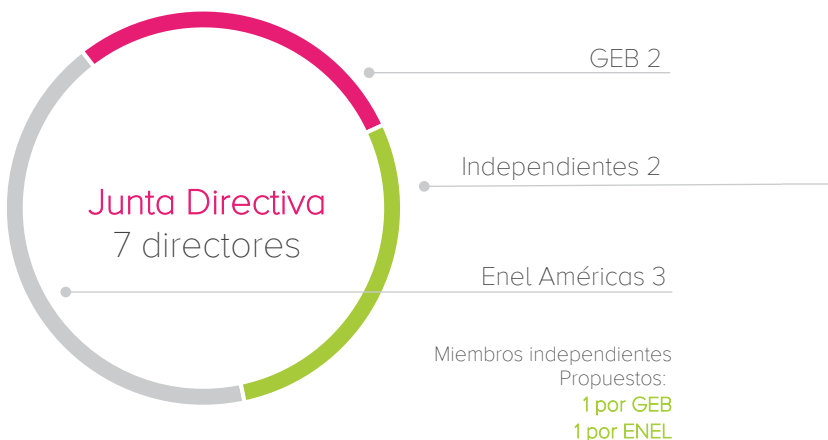 GEB 2
Independientes 2
Junta Directiva
7 directores
Enel Américas 3
Miembros independientes
Propuestos:
1 por GEB
1 por ENEL